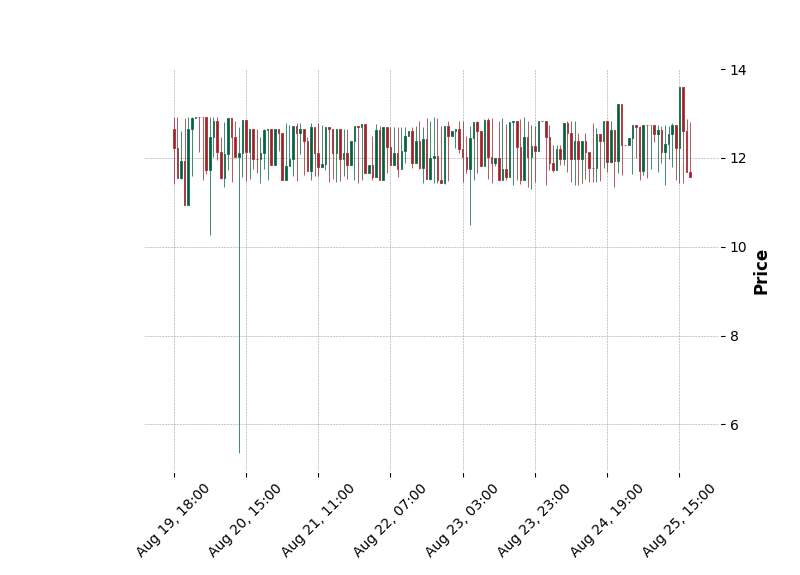 14
12
10
8
6
Price
Aug 19, 18:00
Aug 20, 15:00
Aug 21, 11:00
Aug 22, 07:00
Aug 23, 03:00
Aug 23, 23:00
Aug 24, 19:00
Aug 25, 15:00